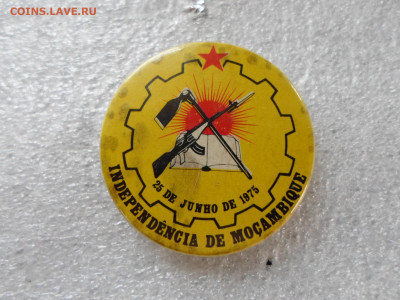 COINS.LAVE.RU
25 DE JUNHO DE 1975
INDEPENDÊNCIA DE MOÇAMBIQUE